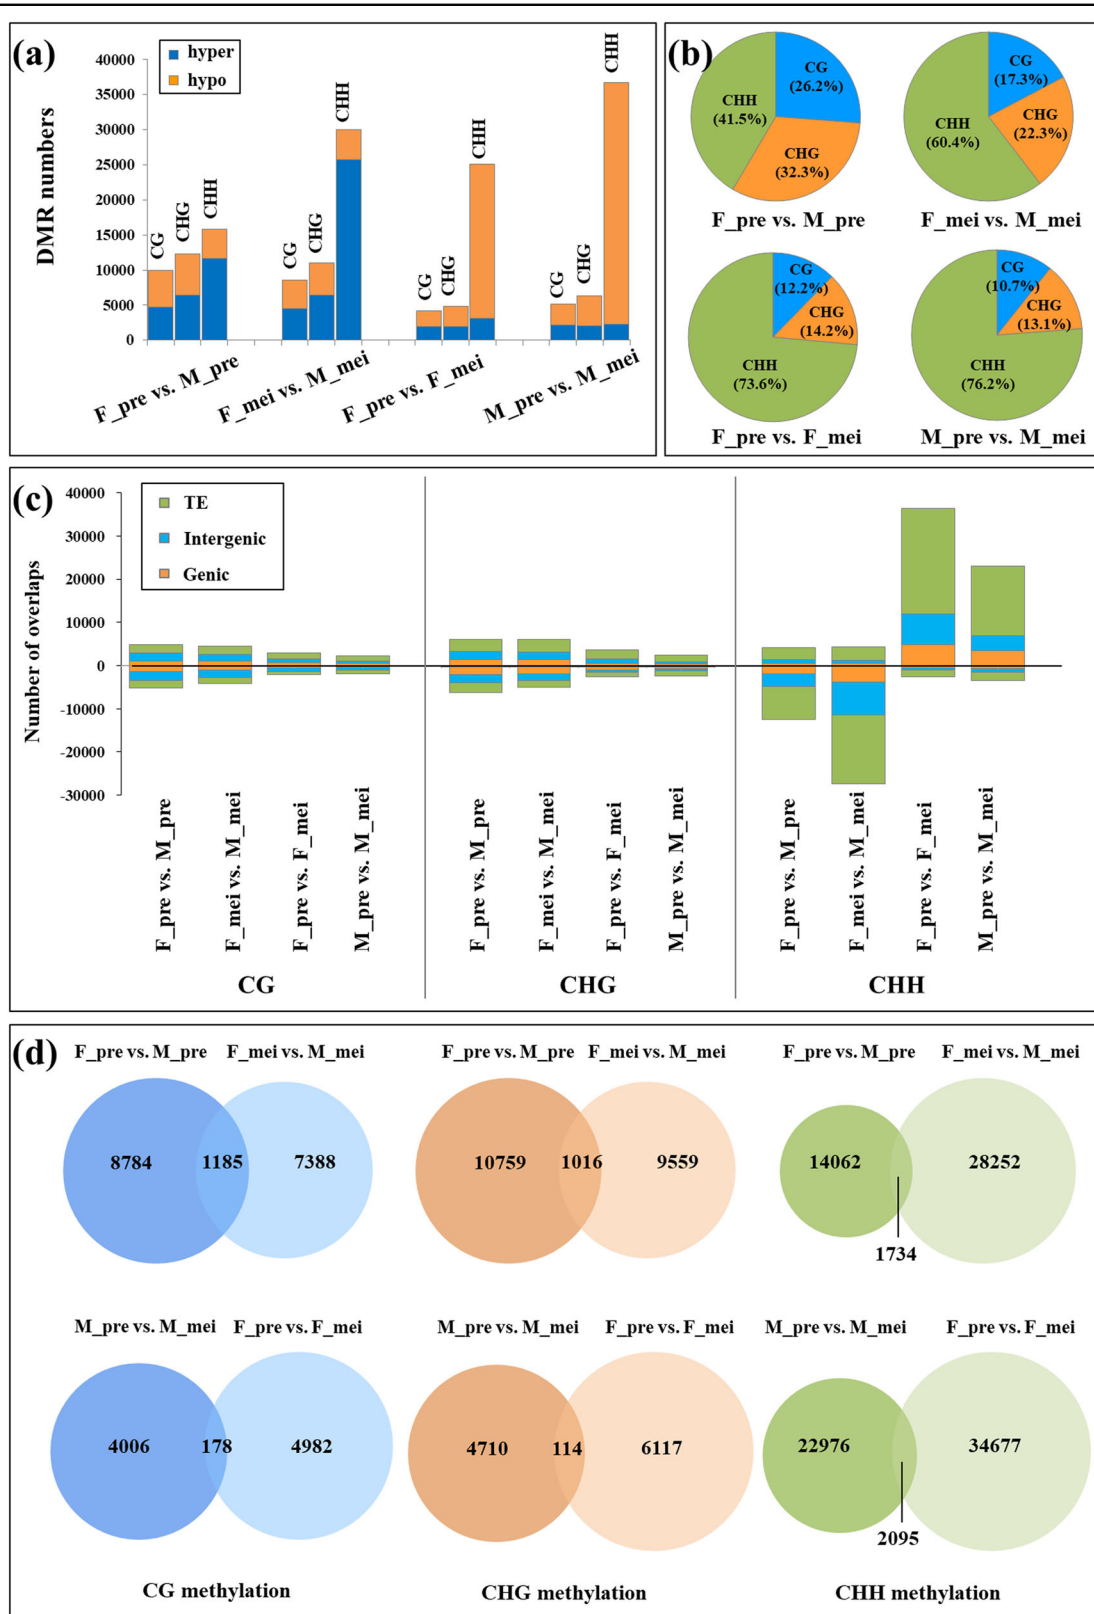 (a)
hyper
hypo
DMR numbers
40000
35000
30000
25000
20000
15000
10000
5000
0
CG
CHG
CHH
CG
CHG
CHH
CG
CHG
CHH
CG
CHG
CHH
F_pre vs. M_pre
F_mei vs. M_mei
F_pre vs. F_mei
M_pre vs. M_mei
(b)
CG
(26.2%)
CHH
(41.5%)
CHG
(32.3%)
F_pre vs. M_pre
CG
(17.3%)
CHG
(22.3%)
CHH
(60.4%)
F_mei vs. M_mei
CG
(12.2%)
CHG
(14.2%)
CHH
(73.6%)
F_pre vs. F_mei
CG
(10.7%)
CHG
(13.1%)
CHH
(76.2%)
M_pre vs. M_mei
(c)
TE
Intergenic
Genic
Number of overlaps
40000
30000
20000
10000
0
-10000
-20000
-30000
F_pre vs. M_pre
F_mei vs. M_mei
F_pre vs. F_mei
M_pre vs. M_mei
F_pre vs. M_pre
F_mei vs. M_mei
F_pre vs. F_mei
M_pre vs. M_mei
F_pre vs. M_pre
F_mei vs. M_mei
F_pre vs. F_mei
M_pre vs. M_mei
CG
CHG
CHH
(d)
F_pre vs. M_pre
F_mei vs. M_mei
F_pre vs. M_pre
F_mei vs. M_mei
F_pre vs. M_pre
F_mei vs. M_mei
8784
1185
7388
10759
1016
9559
14062
28252
1734
M_pre vs. M_mei
F_pre vs. F_mei
M_pre vs. M_mei
F_pre vs. F_mei
M_pre vs. M_mei
F_pre vs. F_mei
4006
178
4982
4710
114
6117
22976
34677
2095
CG methylation
CHG methylation
CHH methylation